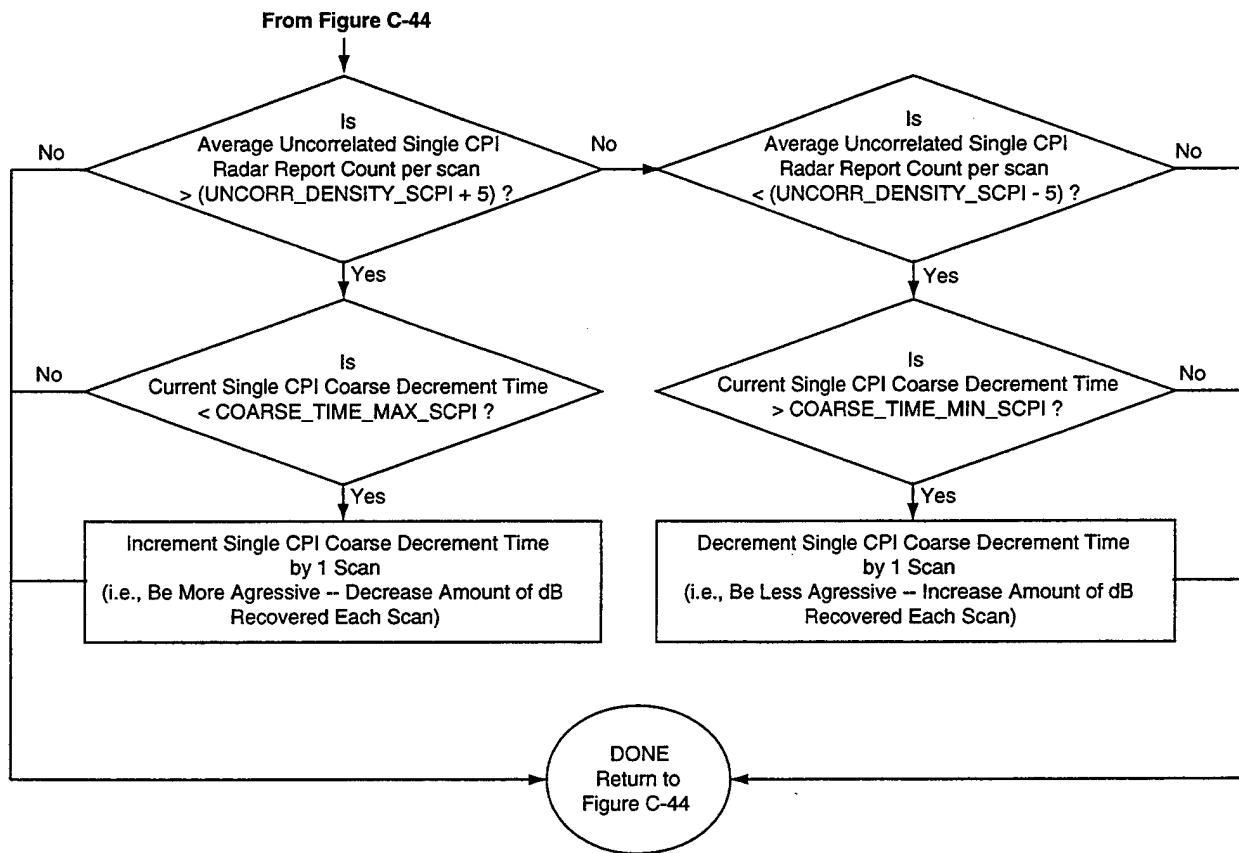 From Figure C-44
No
Is
Average Uncorrelated Single CPI
Radar Report Count per scan
> (UNCORR_DENSITY_SCPI + 5) ?
No
Is
Average Uncorrelated Single CPI
Radar Report Count per scan
< (UNCORR_DENSITY_SCPI - 5) ?
No
Yes
Yes
No
Is
Current Single CPI Coarse Decrement Time
< COARSE_TIME_MAX_SCPI ?
Is
Current Single CPI Coarse Decrement Time
> COARSE_TIME_MIN_SCPI ?
No
Yes
Yes
Increment Single CPI Coarse Decrement Time
by 1 Scan
(i.e., Be More Agressive -- Decrease Amount of dB
Recovered Each Scan)
Decrement Single CPI Coarse Decrement Time
by 1 Scan
(i.e., Be Less Agressive -- Increase Amount of dB
Recovered Each Scan)
DONE
Return to
Figure C-44